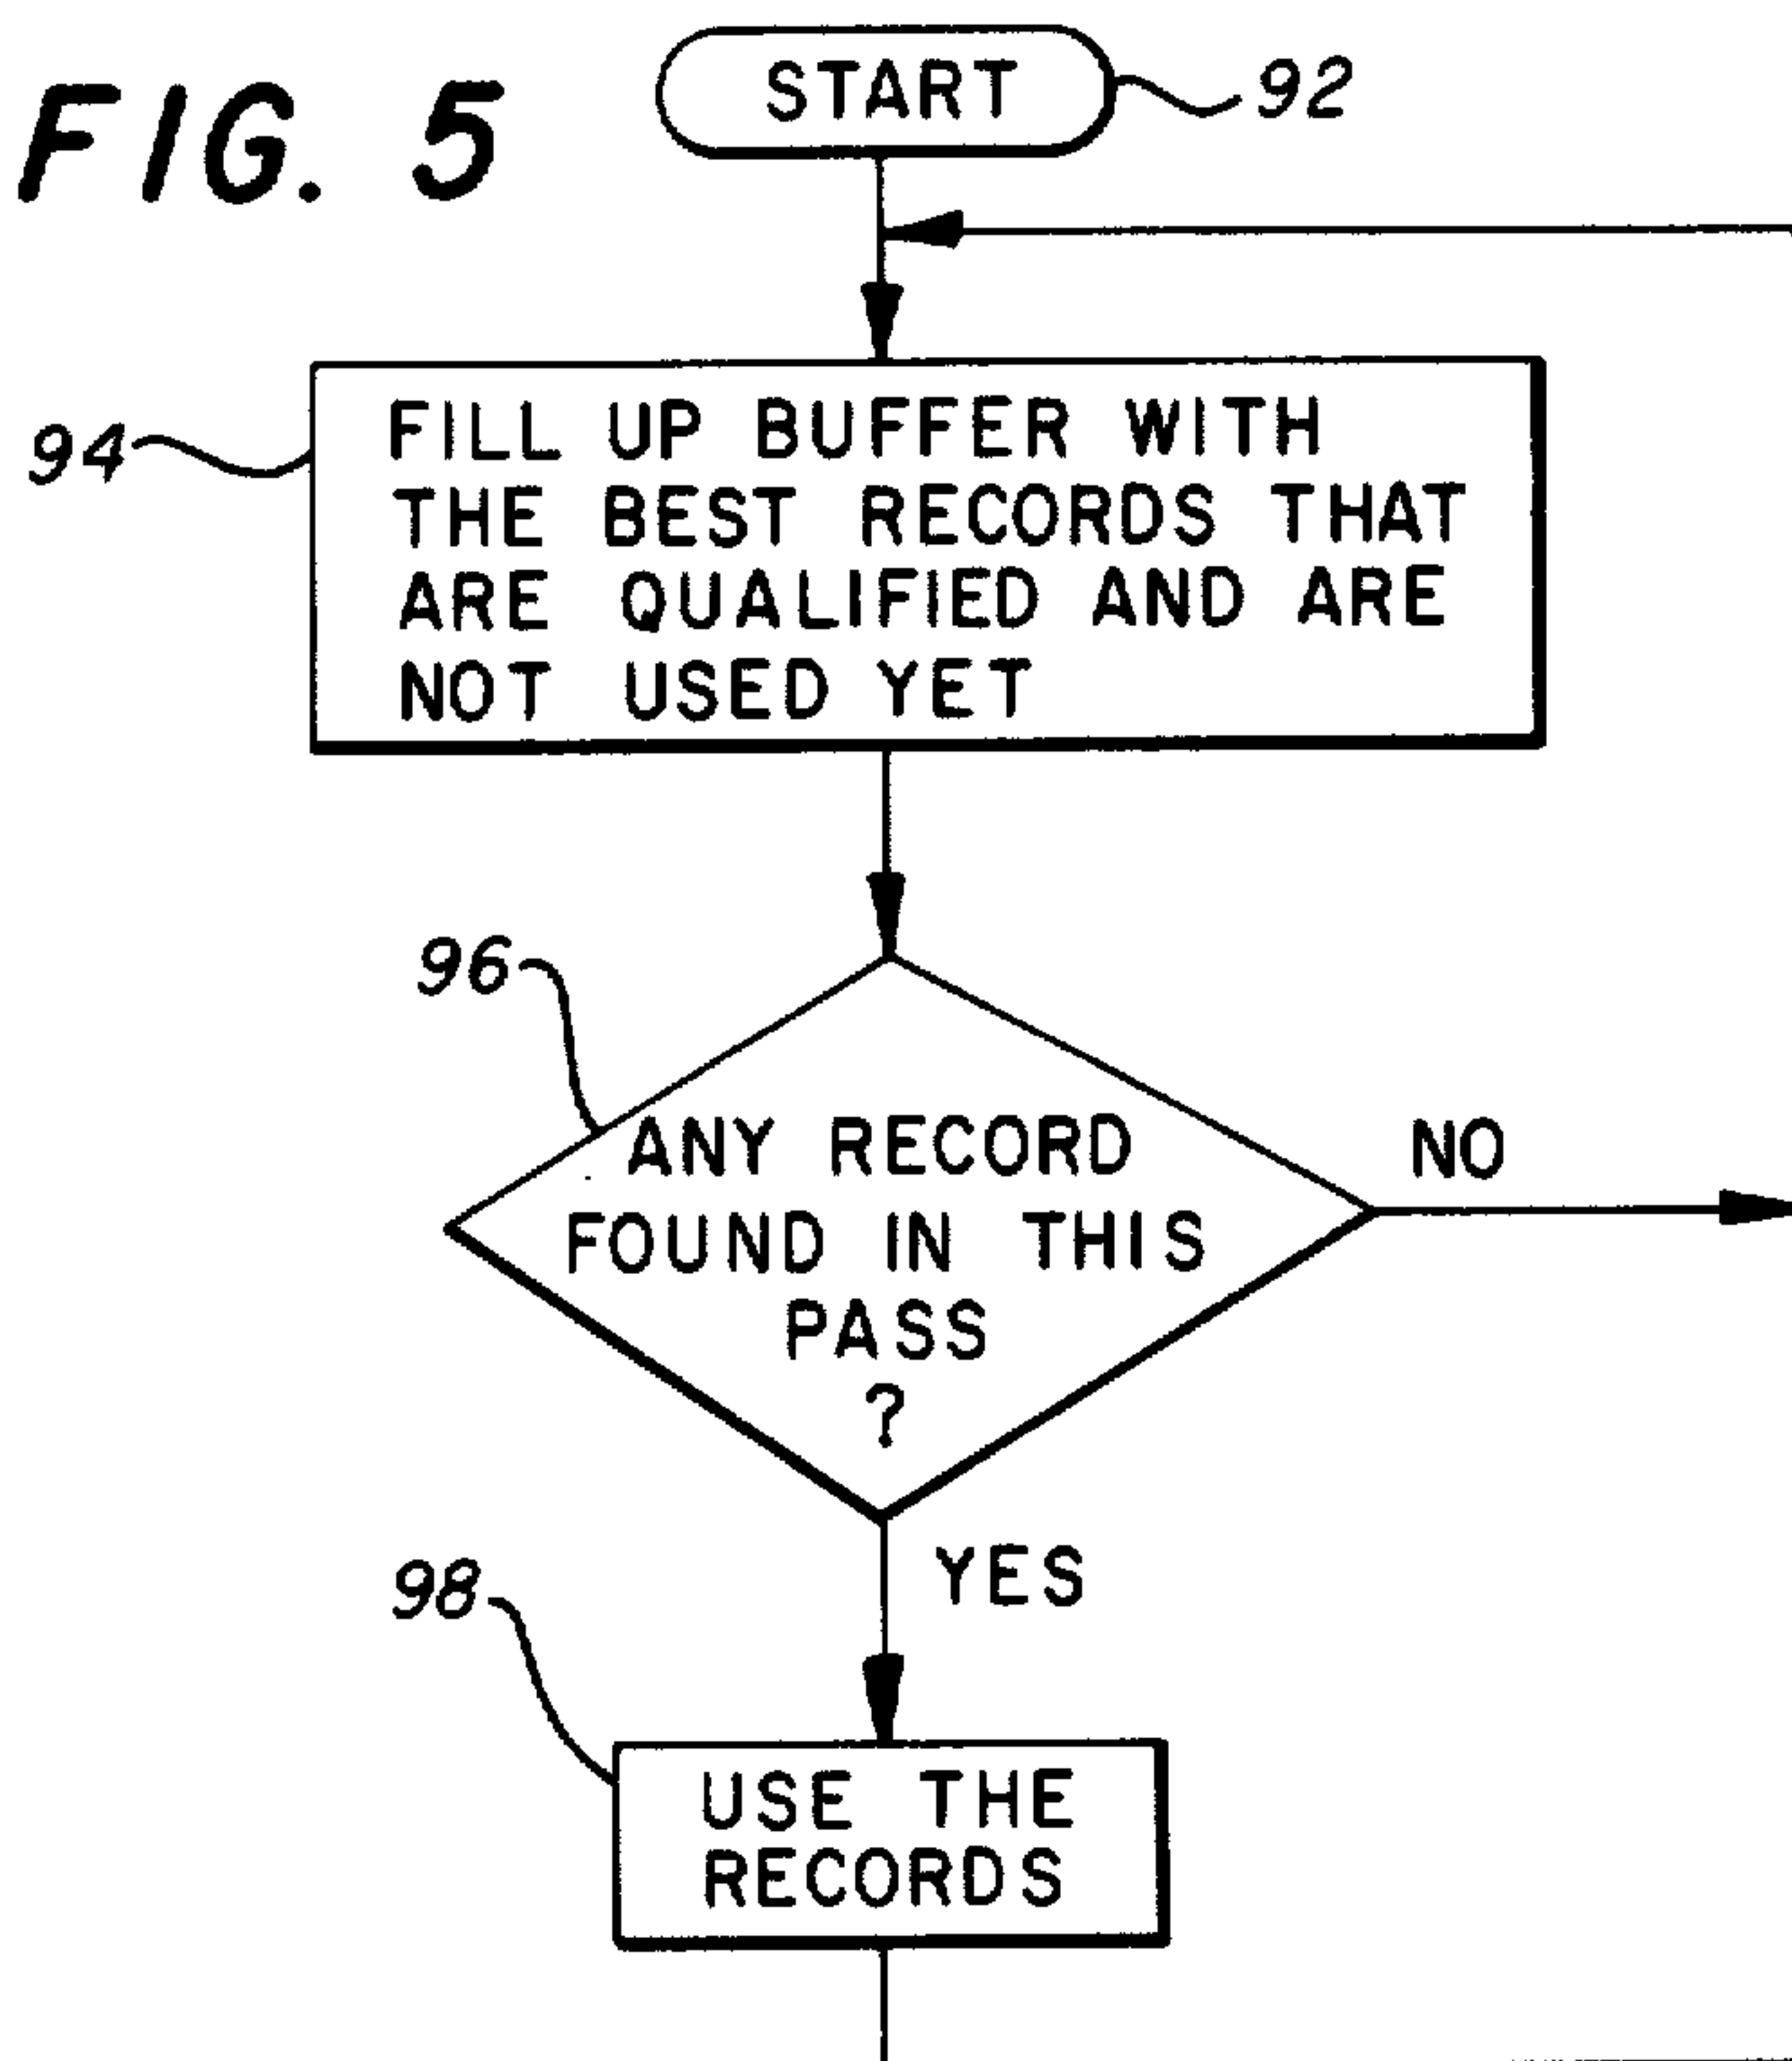 FIG. 5
START
92
94
FILL UP BUFFER WITH
THE BEST RECORDS THAT
ARE QUALIFIED AND ARE
NOT USED YET
96
ANY RECORD
FOUND IN THIS
PASS
?
NO
YES
98
USE THE
RECORDS